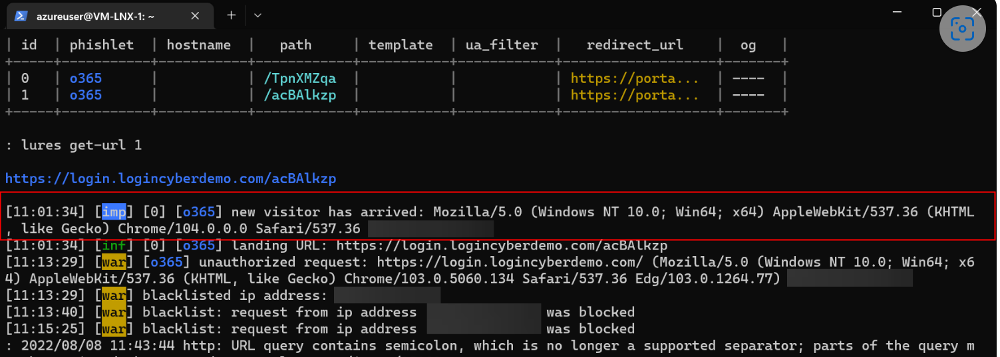 azureuser@VM-LNX-1: ~
| id | phishlet | hostname | path | template | ua_filter | redirect_url | og |
| 0 | o365 | | /TpnXMZqa | | | https://porta... | ---- |
| 1 | o365 | | /acBAlkzp | | | https://porta... | ---- |
: lures get-url 1
https://login.logincyberdemo.com/acBAlkzp
[11:01:34] [imp] [0] [o365] new visitor has arrived: Mozilla/5.0 (Windows NT 10.0; Win64; x64) AppleWebKit/537.36 (KHTML
, like Gecko) Chrome/104.0.0.0 Safari/537.36
[11:01:34] [inf] [0] [o365] landing URL: https://login.logincyberdemo.com/acBAlkzp
[11:13:29] [war] [o365] unauthorized request: https://login.logincyberdemo.com/ (Mozilla/5.0 (Windows NT 10.0; Win64; x6
4) AppleWebKit/537.36 (KHTML, like Gecko) Chrome/103.0.5060.134 Safari/537.36 Edg/103.0.1264.77)
[11:13:29] [war] blacklisted ip address:
[11:13:40] [war] blacklist: request from ip address was blocked
[11:15:25] [war] blacklist: request from ip address was blocked
: 2022/08/08 11:43:44 http: URL query contains semicolon, which is no longer a supported separator; parts of the query m